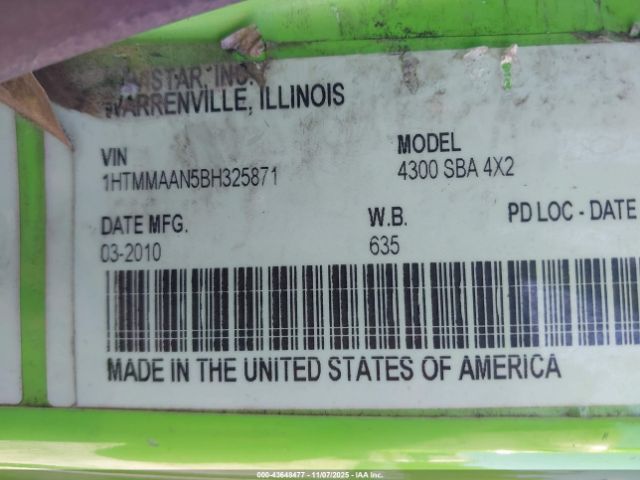 INC.
WARRENVILLE, ILLINOIS
VIN MODEL
1HTMMAAN5BH325871 4300 SBA 4X2
DATE MFG. W.B. PD LOC - DATE
03-2010 635
MADE IN THE UNITED STATES OF AMERICA
000-43648477 - 11/07/2025 - IAA Inc.